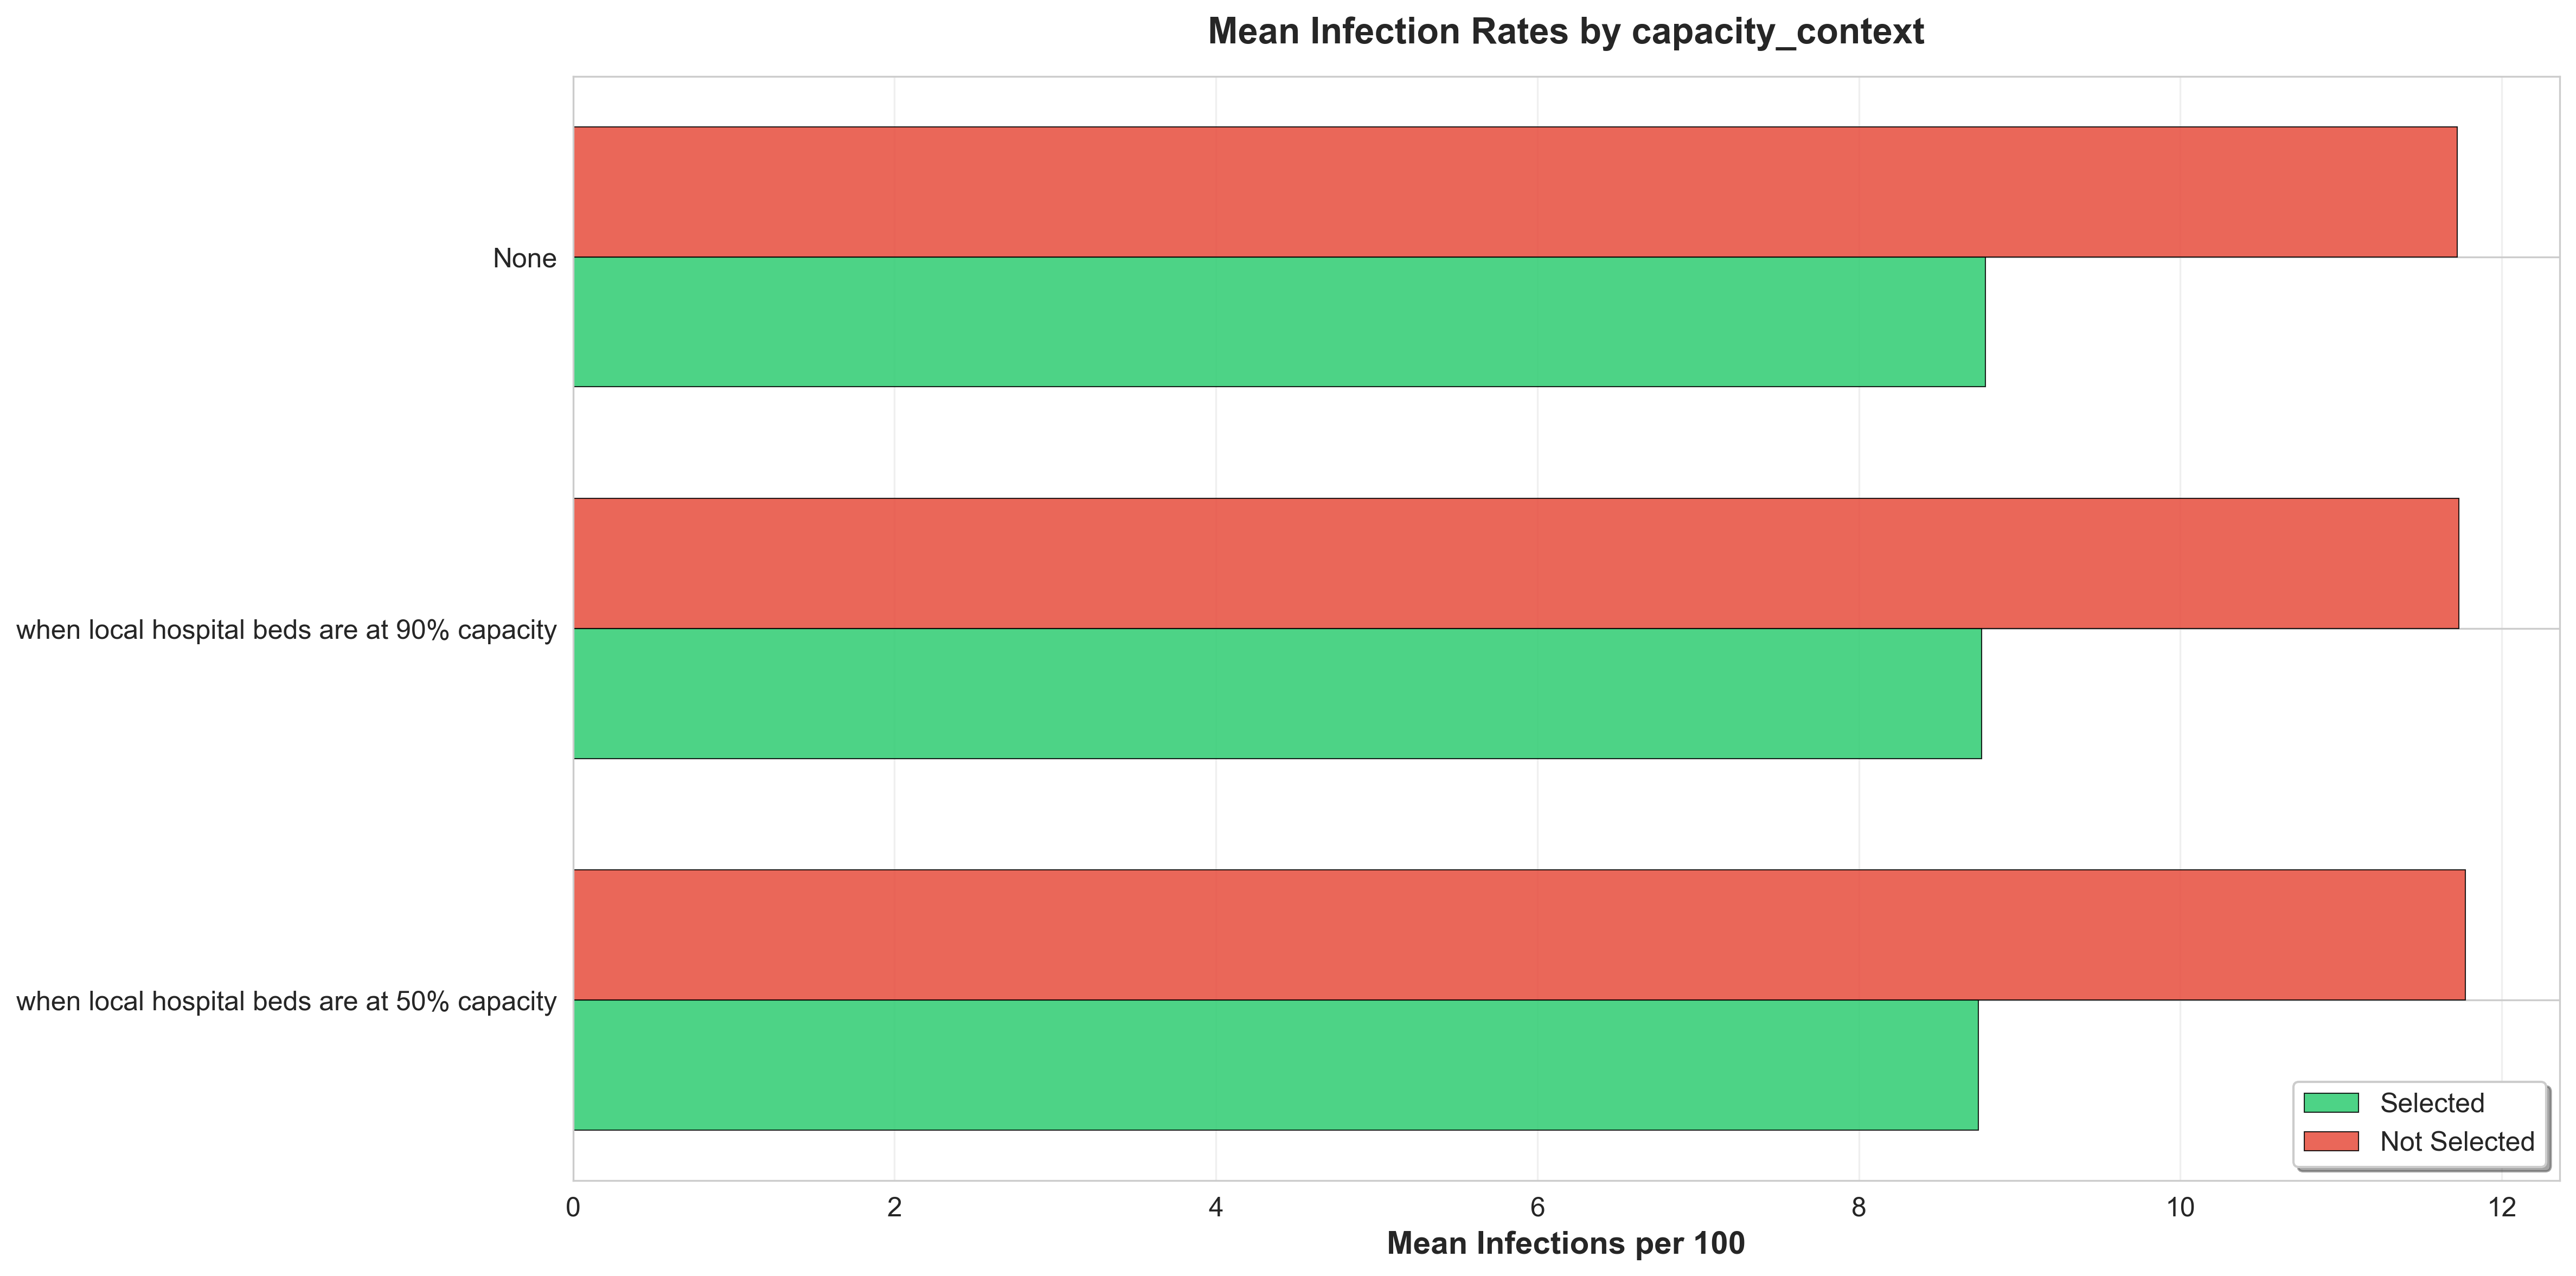 Mean Infection Rates by capacity_context
None
when local hospital beds are at 90% capacity
when local hospital beds are at 50% capacity
Selected
Not Selected
0 2 4 6 8 10 12
Mean Infections per 100